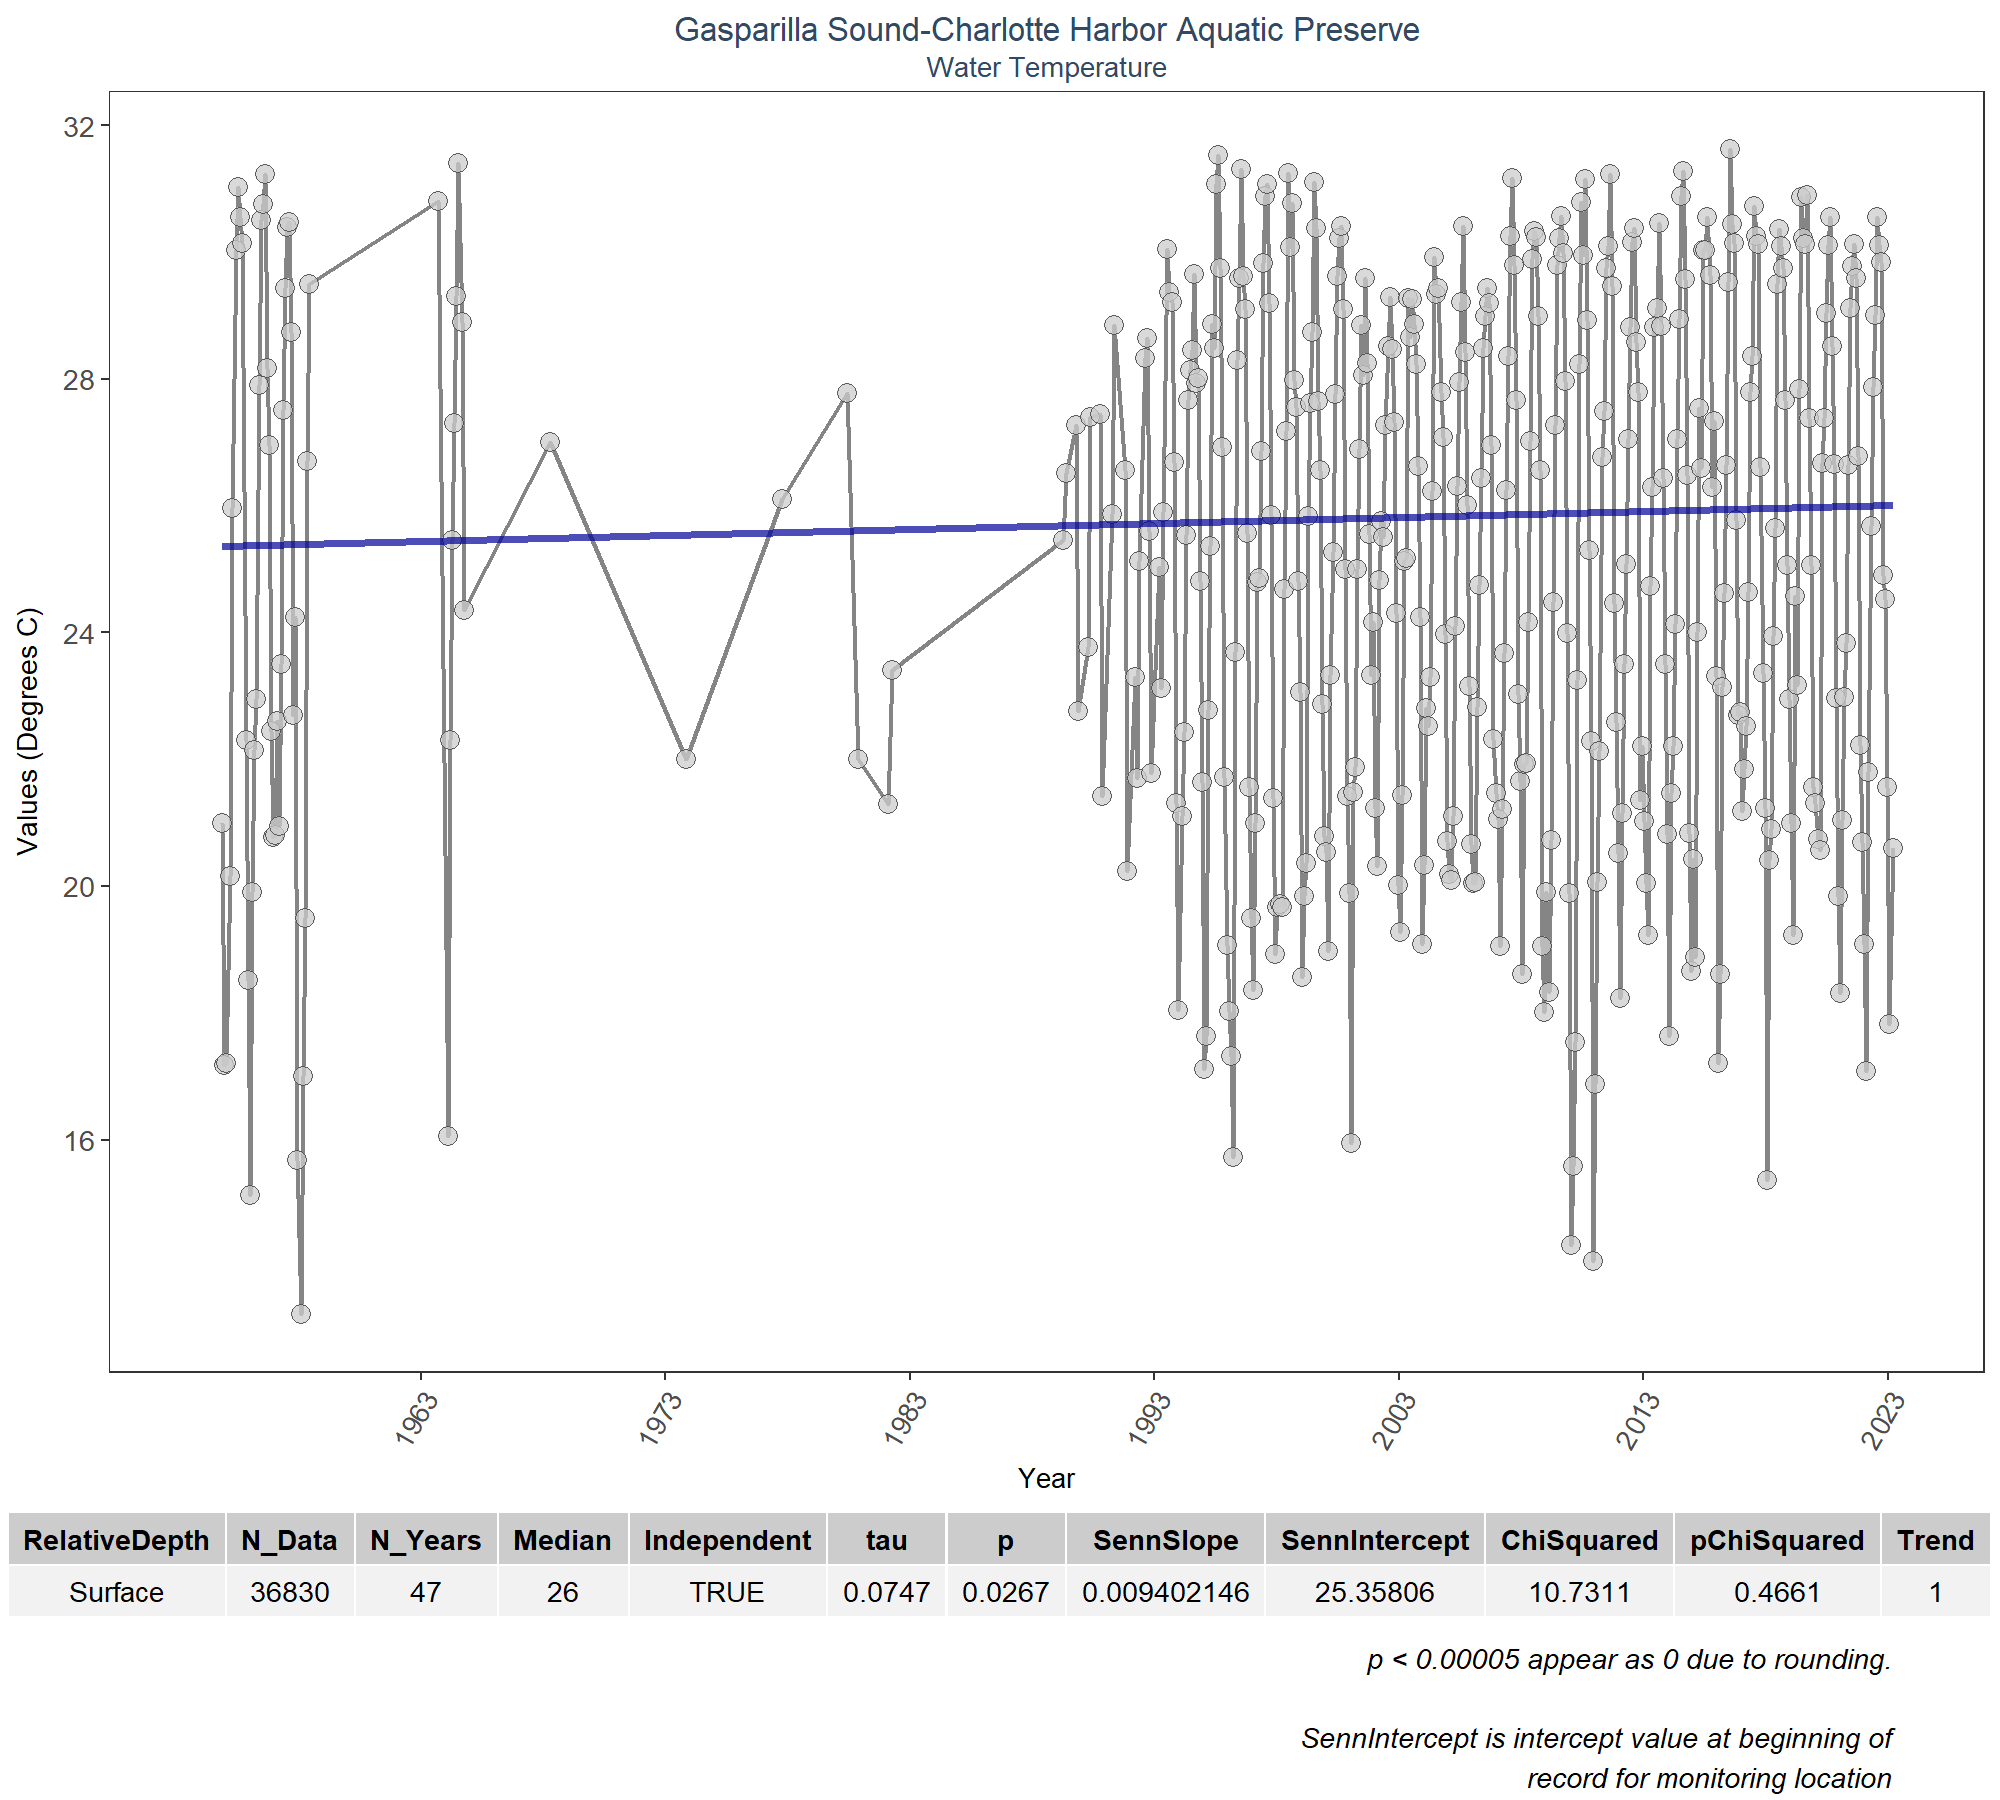 Gasparilla Sound-Charlotte Harbor Aquatic Preserve
Water Temperature
Values (Degrees C)
32
28
24
20
16
1963
1973
1983
1993
2003
2013
2023
Year
RelativeDepth N_Data N_Years Median Independent tau p SennSlope SennIntercept ChiSquared pChiSquared Trend
Surface 36830 47 26 TRUE 0.0747 0.0267 0.009402146 25.35806 10.7311 0.4661 1
p < 0.00005 appear as 0 due to rounding.
SennIntercept is intercept value at beginning of
record for monitoring location